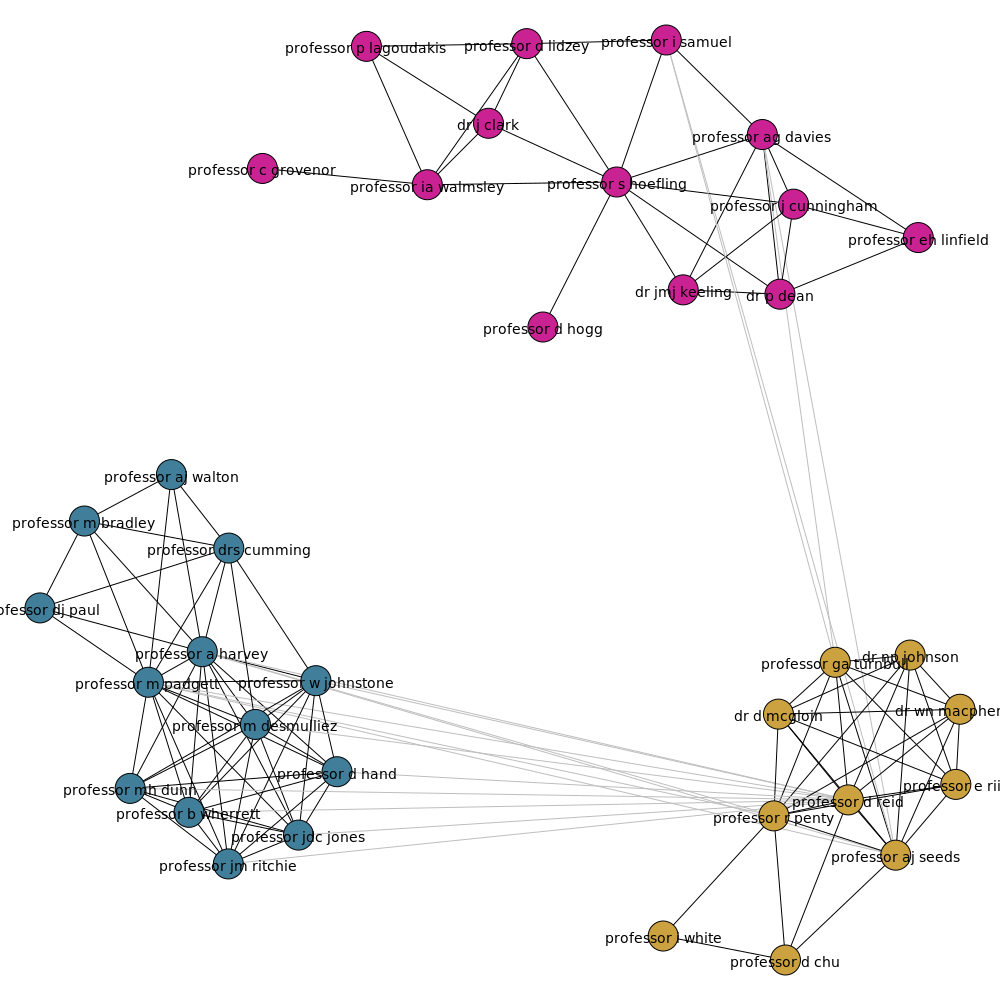 professor p lagoudakis
professor d lidzey
professor i samuel
dr j clark
professor ag davies
professor c grovenor
professor ia walmsley
professor s hoefling
professor j cunningham
professor eh linfield
dr jmj keeling
dr p dean
professor d hogg
professor aj walton
professor m bradley
professor drs cumming
ofessor dj paul
professor a harvey
professor m padgett
professor w johnstone
professor m desmulliez
professor d hand
professor mh dunn
professor b wherrett
professor jdc jones
professor jm ritchie
professor ga turnbull
dr np johnson
dr d mcgloin
dr wn macpher
professor e rii
professor d reid
professor r penty
professor aj seeds
professor i white
professor d chu